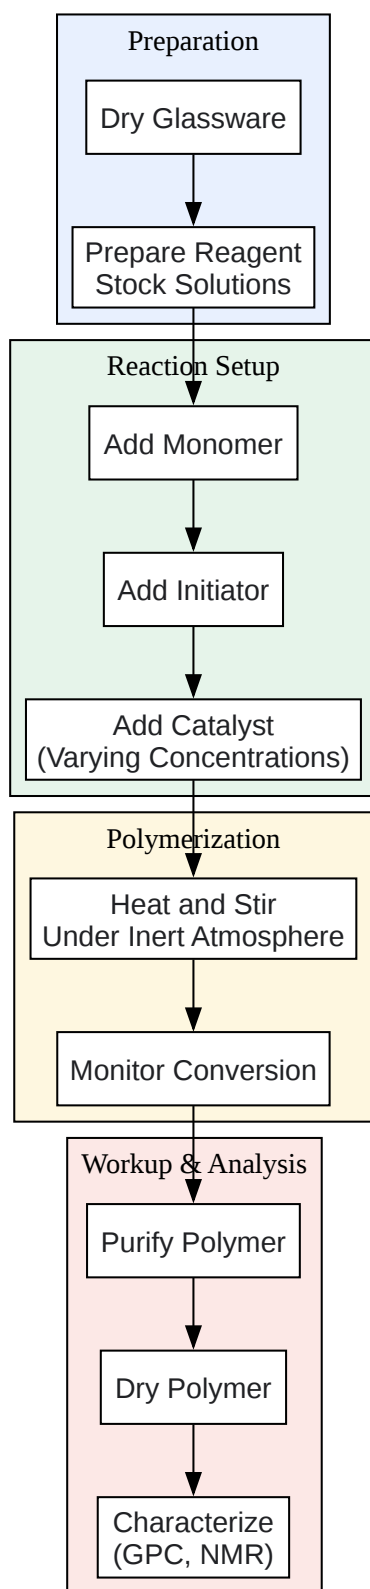 Preparation
Dry Glassware
Prepare Reagent
Stock Solutions
Reaction Setup
Add Monomer
Add Initiator
Add Catalyst
(Varying Concentrations)
Polymerization
Heat and Stir
Under Inert Atmosphere
Monitor Conversion
Workup & Analysis
Purify Polymer
Dry Polymer
Characterize
(GPC, NMR)